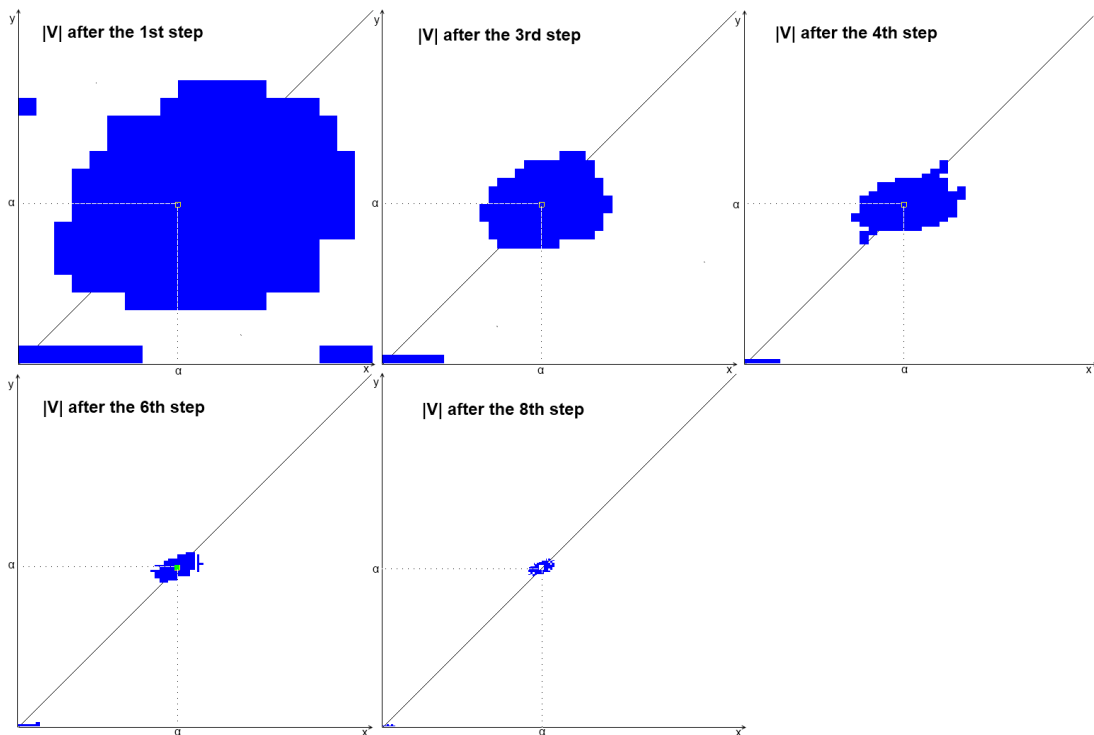 y
|V| after the 1st step
α
α
x
y
|V| after the 3rd step
α
α
x
y
|V| after the 4th step
α
α
x
y
|V| after the 6th step
α
α
x
y
|V| after the 8th step
α
α
x